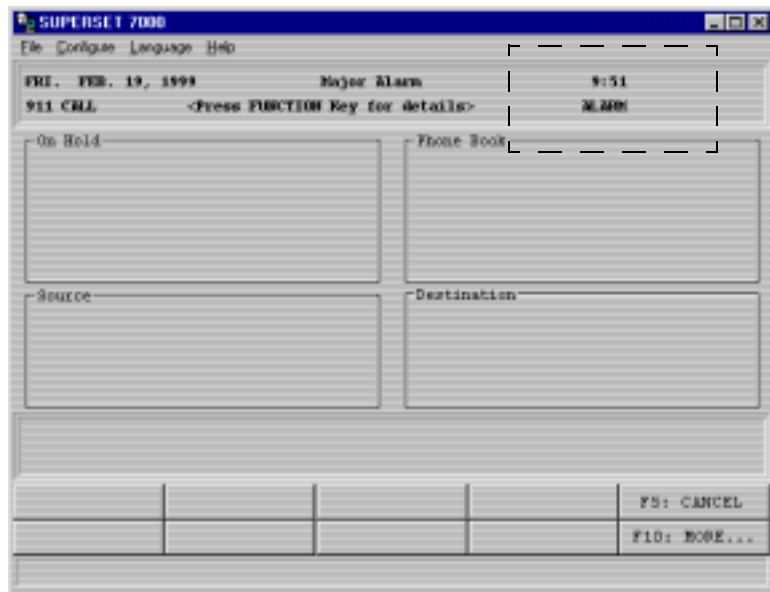 SUPERSET 7000
File Configure Language Help
FRI. FEB. 19, 1999 Major Alarm 9:51
911 CALL <Press FUNCTION Key for details> ALARM
On Hold Phone Book
Source Destination
F5: CANCEL
F10: MORE...